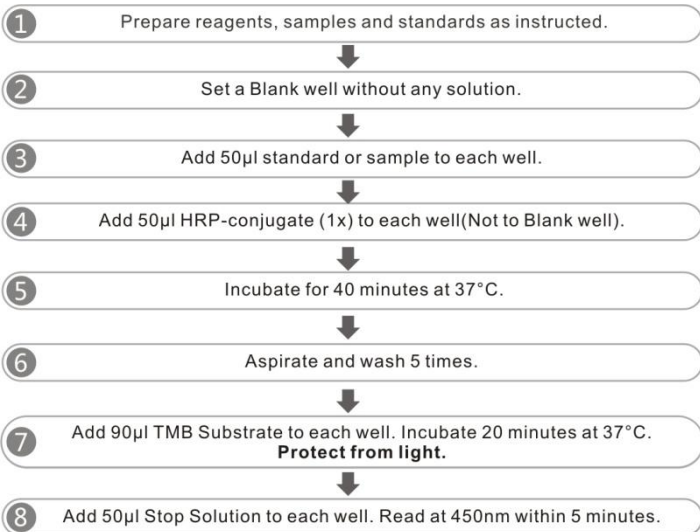 1 Prepare reagents, samples and standards as instructed.
2 Set a Blank well without any solution.
3 Add 50μl standard or sample to each well.
4 Add 50μl HRP-conjugate (1x) to each well(Not to Blank well).
5 Incubate for 40 minutes at 37°C.
6 Aspirate and wash 5 times.
7 Add 90μl TMB Substrate to each well. Incubate 20 minutes at 37°C.
Protect from light.
8 Add 50μl Stop Solution to each well. Read at 450nm within 5 minutes.